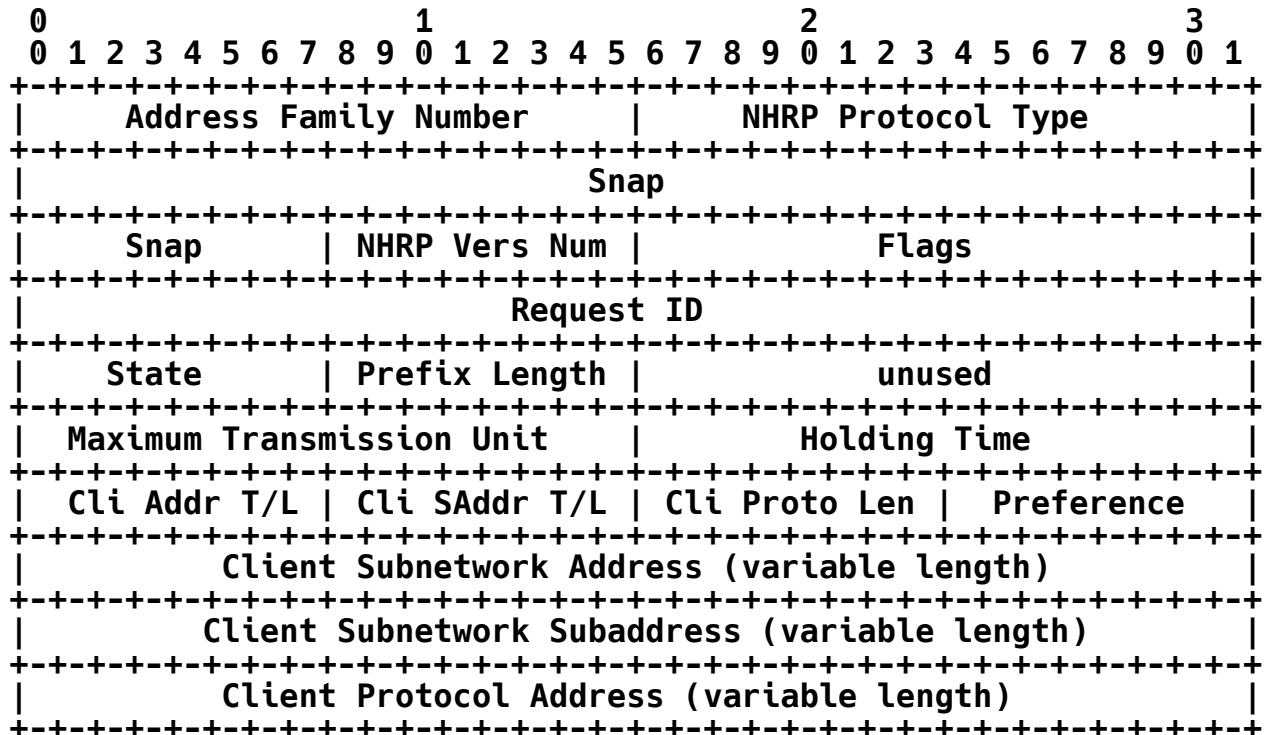 0                   1                   2                   3
 0 1 2 3 4 5 6 7 8 9 0 1 2 3 4 5 6 7 8 9 0 1 2 3 4 5 6 7 8 9 0 1
+-+-+-+-+-+-+-+-+-+-+-+-+-+-+-+-+-+-+-+-+-+-+-+-+-+-+-+-+-+-+-+-+
|     Address Family Number     |     NHRP Protocol Type        |
+-+-+-+-+-+-+-+-+-+-+-+-+-+-+-+-+-+-+-+-+-+-+-+-+-+-+-+-+-+-+-+-+
|                             Snap                              |
+-+-+-+-+-+-+-+-+-+-+-+-+-+-+-+-+-+-+-+-+-+-+-+-+-+-+-+-+-+-+-+-+
|     Snap      | NHRP Vers Num |            Flags              |
+-+-+-+-+-+-+-+-+-+-+-+-+-+-+-+-+-+-+-+-+-+-+-+-+-+-+-+-+-+-+-+-+
|                         Request ID                            |
+-+-+-+-+-+-+-+-+-+-+-+-+-+-+-+-+-+-+-+-+-+-+-+-+-+-+-+-+-+-+-+-+
|    State      | Prefix Length |            unused             |
+-+-+-+-+-+-+-+-+-+-+-+-+-+-+-+-+-+-+-+-+-+-+-+-+-+-+-+-+-+-+-+-+
|  Maximum Transmission Unit    |        Holding Time           |
+-+-+-+-+-+-+-+-+-+-+-+-+-+-+-+-+-+-+-+-+-+-+-+-+-+-+-+-+-+-+-+-+
|  Cli Addr T/L | Cli SAddr T/L | Cli Proto Len |  Preference   |
+-+-+-+-+-+-+-+-+-+-+-+-+-+-+-+-+-+-+-+-+-+-+-+-+-+-+-+-+-+-+-+-+
|          Client Subnetwork Address (variable length)          |
+-+-+-+-+-+-+-+-+-+-+-+-+-+-+-+-+-+-+-+-+-+-+-+-+-+-+-+-+-+-+-+-+
|         Client Subnetwork Subaddress (variable length)        |
+-+-+-+-+-+-+-+-+-+-+-+-+-+-+-+-+-+-+-+-+-+-+-+-+-+-+-+-+-+-+-+-+
|          Client Protocol Address (variable length)            |
+-+-+-+-+-+-+-+-+-+-+-+-+-+-+-+-+-+-+-+-+-+-+-+-+-+-+-+-+-+-+-+-+